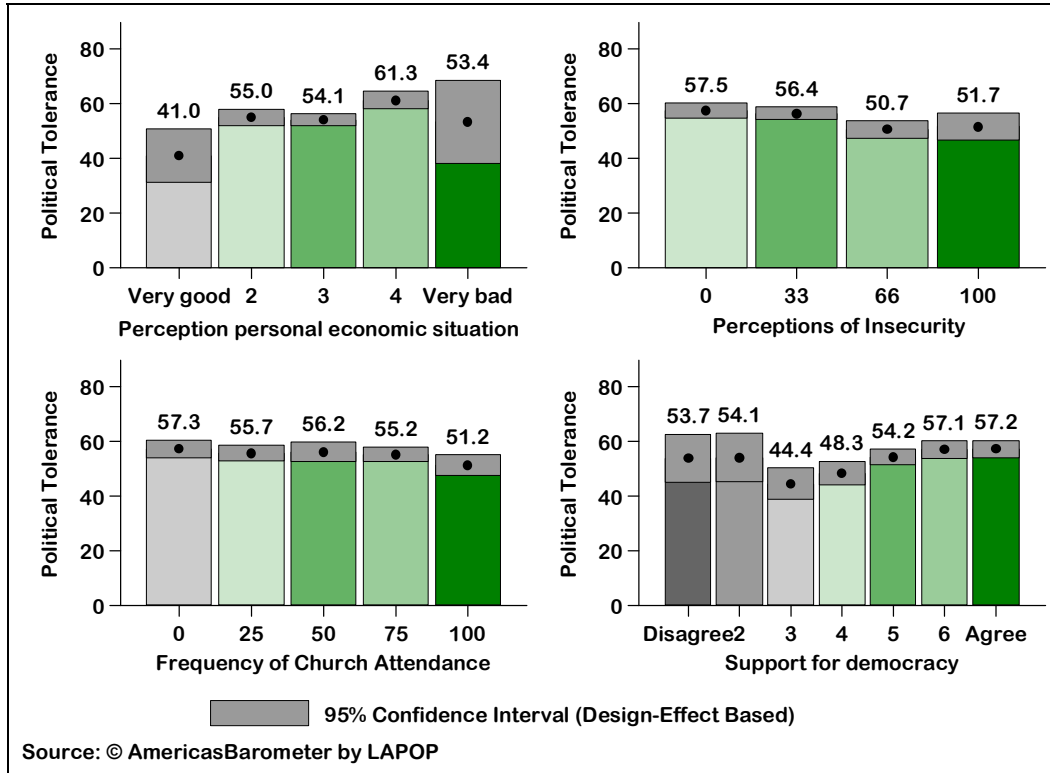 80
60
40
20
0
Political Tolerance
41.0
55.0
54.1
61.3
53.4
Very good 2 3 4 Very bad
Perception personal economic situation
80
60
40
20
0
Political Tolerance
57.5
56.4
50.7
51.7
0 33 66 100
Perceptions of Insecurity
80
60
40
20
0
Political Tolerance
57.3
55.7
56.2
55.2
51.2
0 25 50 75 100
Frequency of Church Attendance
80
60
40
20
0
Political Tolerance
53.7
54.1
44.4
48.3
54.2
57.1
57.2
Disagree 2 3 4 5 6 Agree
Support for democracy
95% Confidence Interval (Design-Effect Based)
Source: © AmericasBarometer by LAPOP